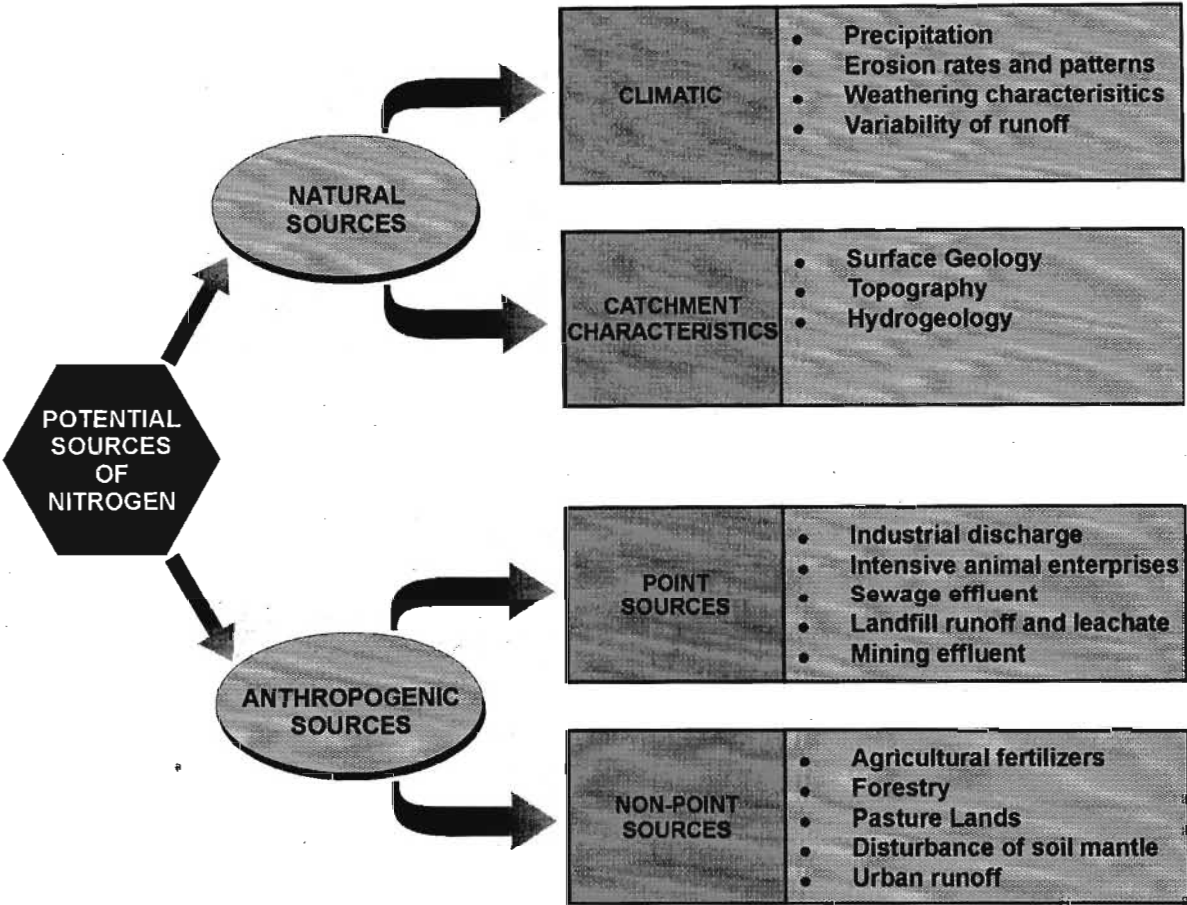 POTENTIAL
SOURCES
OF
NITROGEN
NATURAL
SOURCES
CLIMATIC
• Precipitation
• Erosion rates and patterns
• Weathering characterisitics
• Variability of runoff
CATCHMENT
CHARACTERISTICS
• Surface Geology
• Topography
• Hydrogeology
ANTHROPOGENIC
SOURCES
POINT
SOURCES
• Industrial discharge
• Intensive animal enterprises
• Sewage effluent
• Landfill runoff and leachate
• Mining effluent
NON-POINT
SOURCES
• Agricultural fertilizers
• Forestry
• Pasture Lands
• Disturbance of soil mantle
• Urban runoff